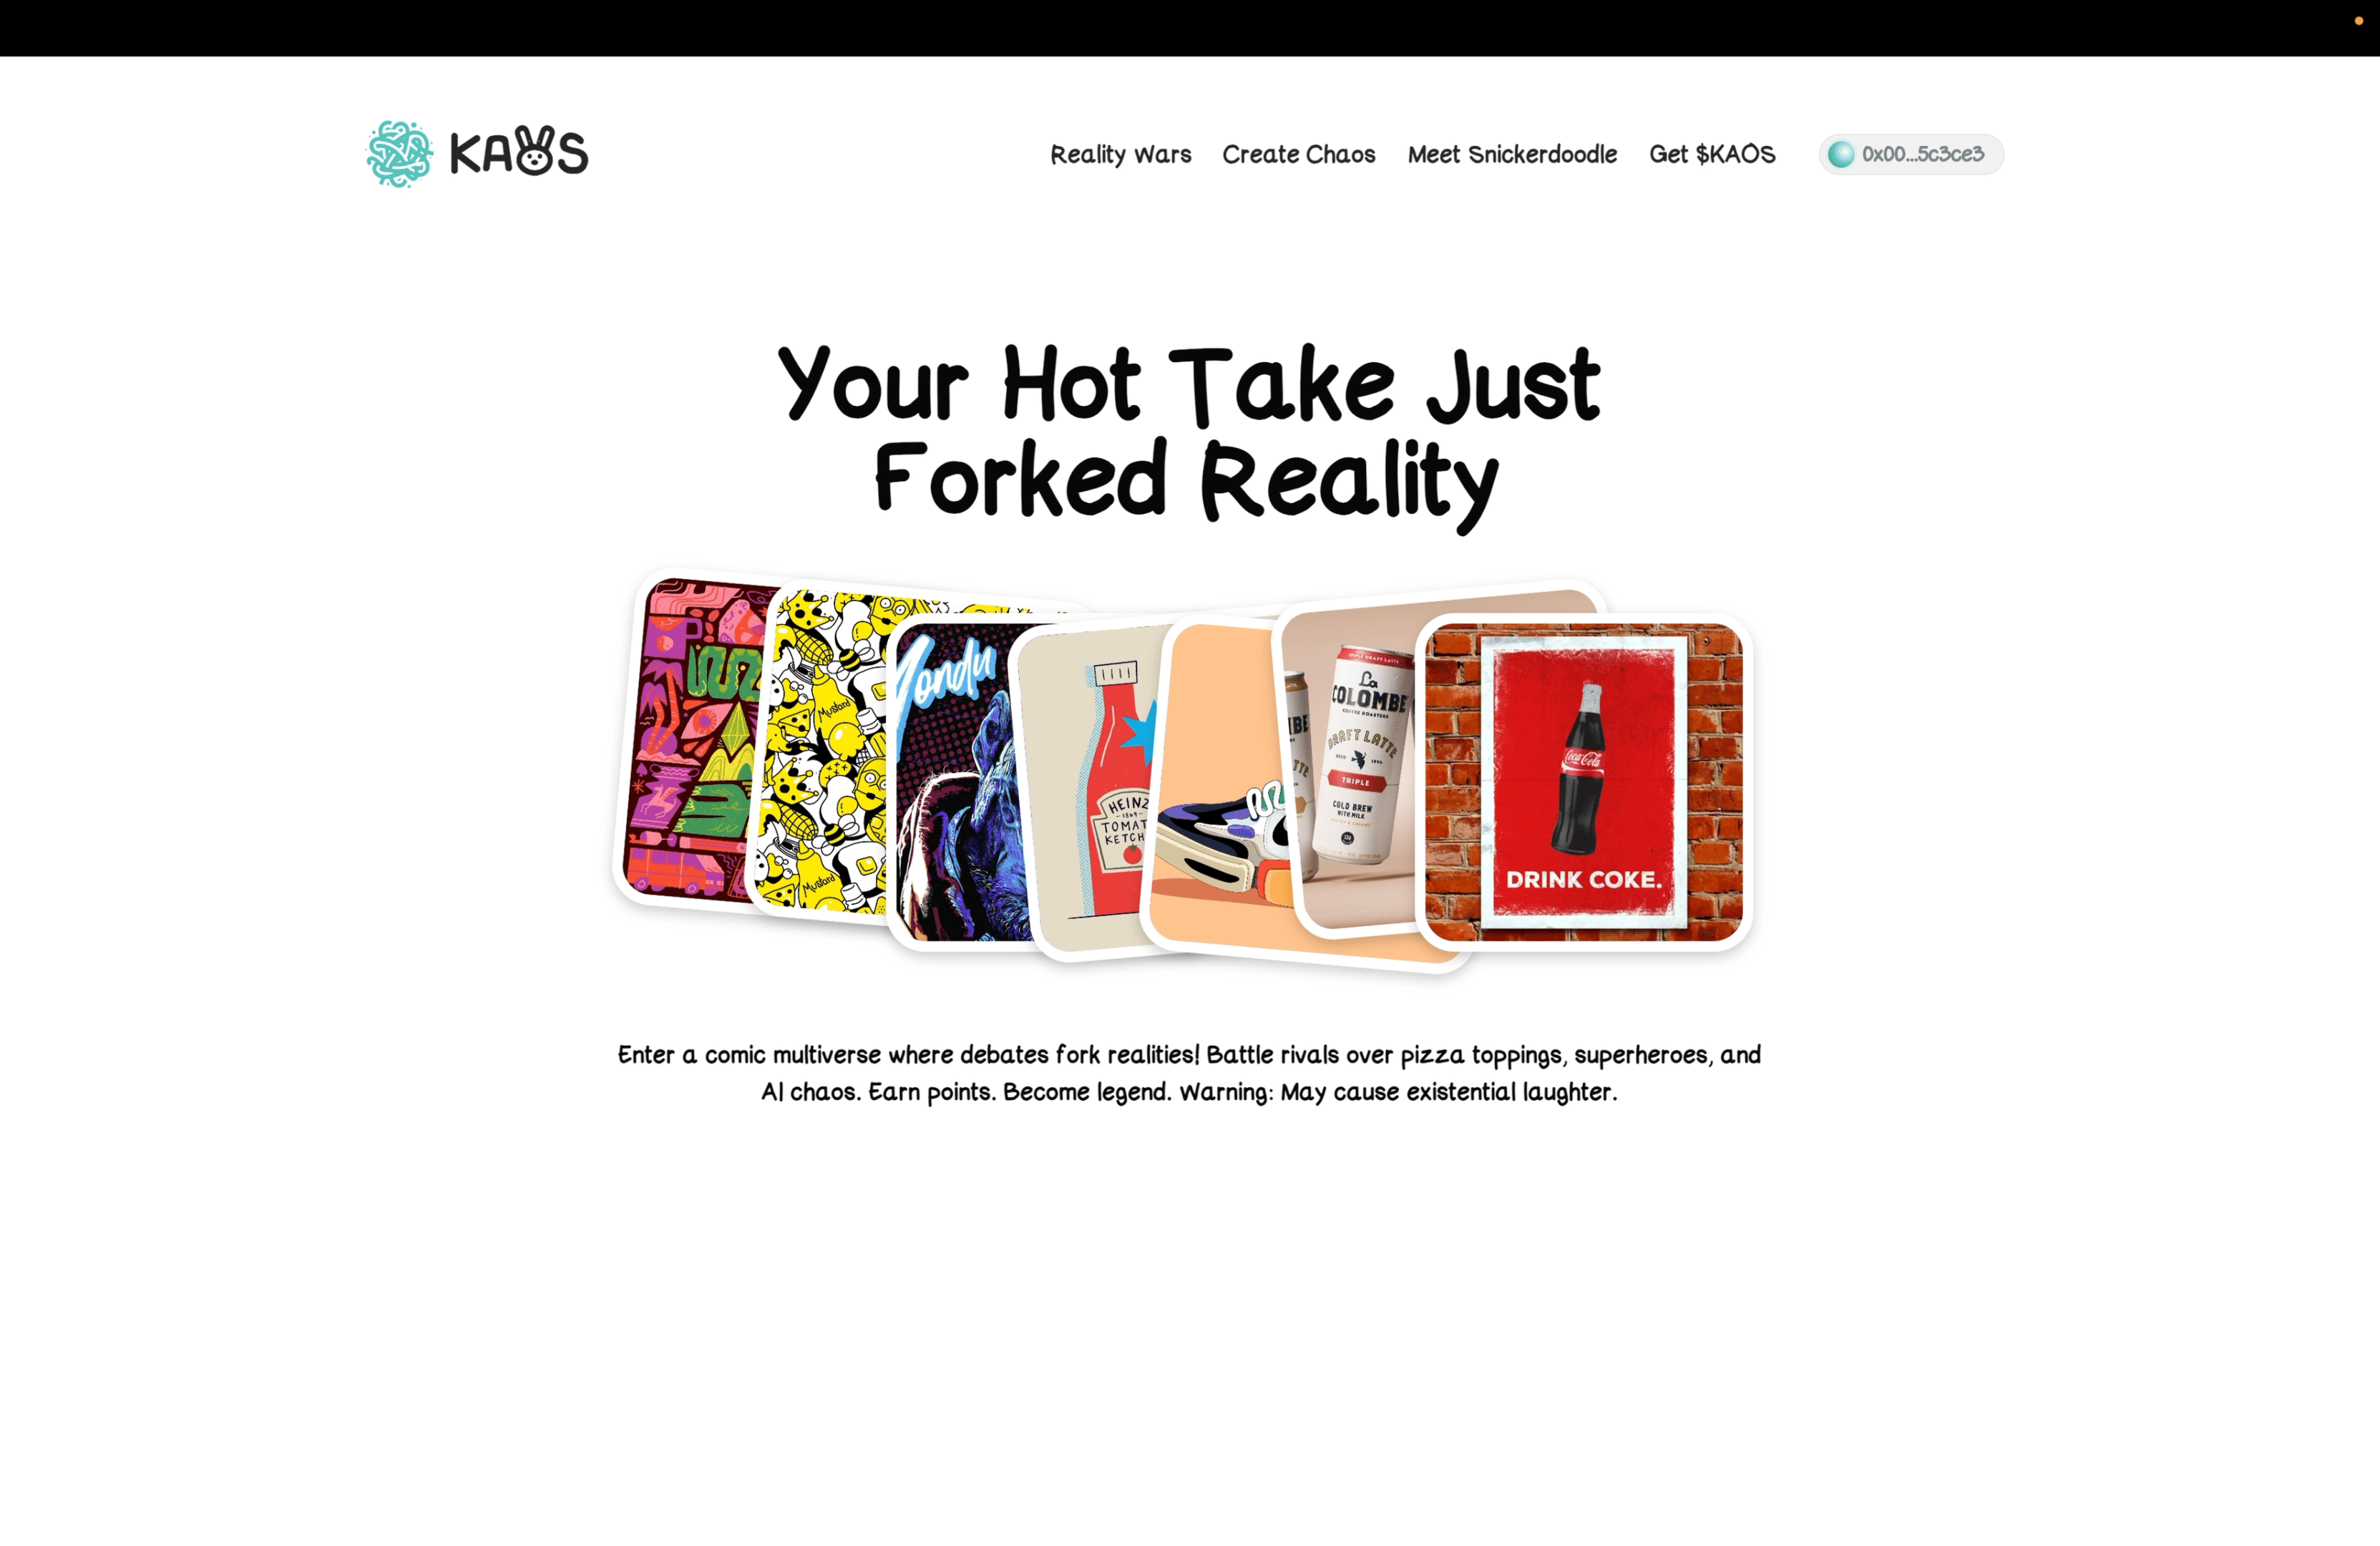 KAOS
Reality Wars
Create Chaos
Meet Snickerdoodle
Get $KAOS
0x00...5c3ce3
Your Hot Take Just
Forked Reality
Mustard
Mustard
Yondu
HEINZ
1869
La
COLOMBE
COFFEE ROASTERS
DRAFT LATTE
TRIPLE
COLD BREW
WITH MILK
Coca-Cola
DRINK COKE.
Enter a comic multiverse where debates fork realities! Battle rivals over pizza toppings, superheroes, and
AI chaos. Earn points. Become legend. Warning: May cause existential laughter.